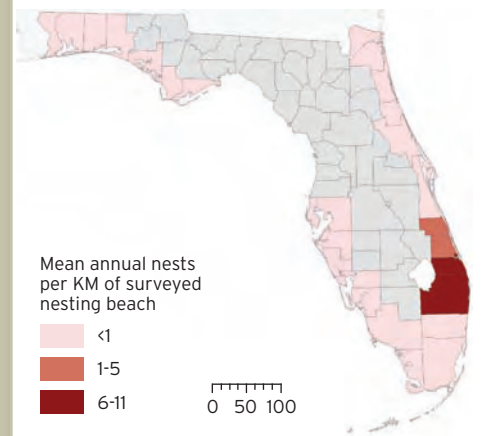 Mean annual nests
per KM of surveyed
nesting beach
<1
1-5
6-11
0 50 100